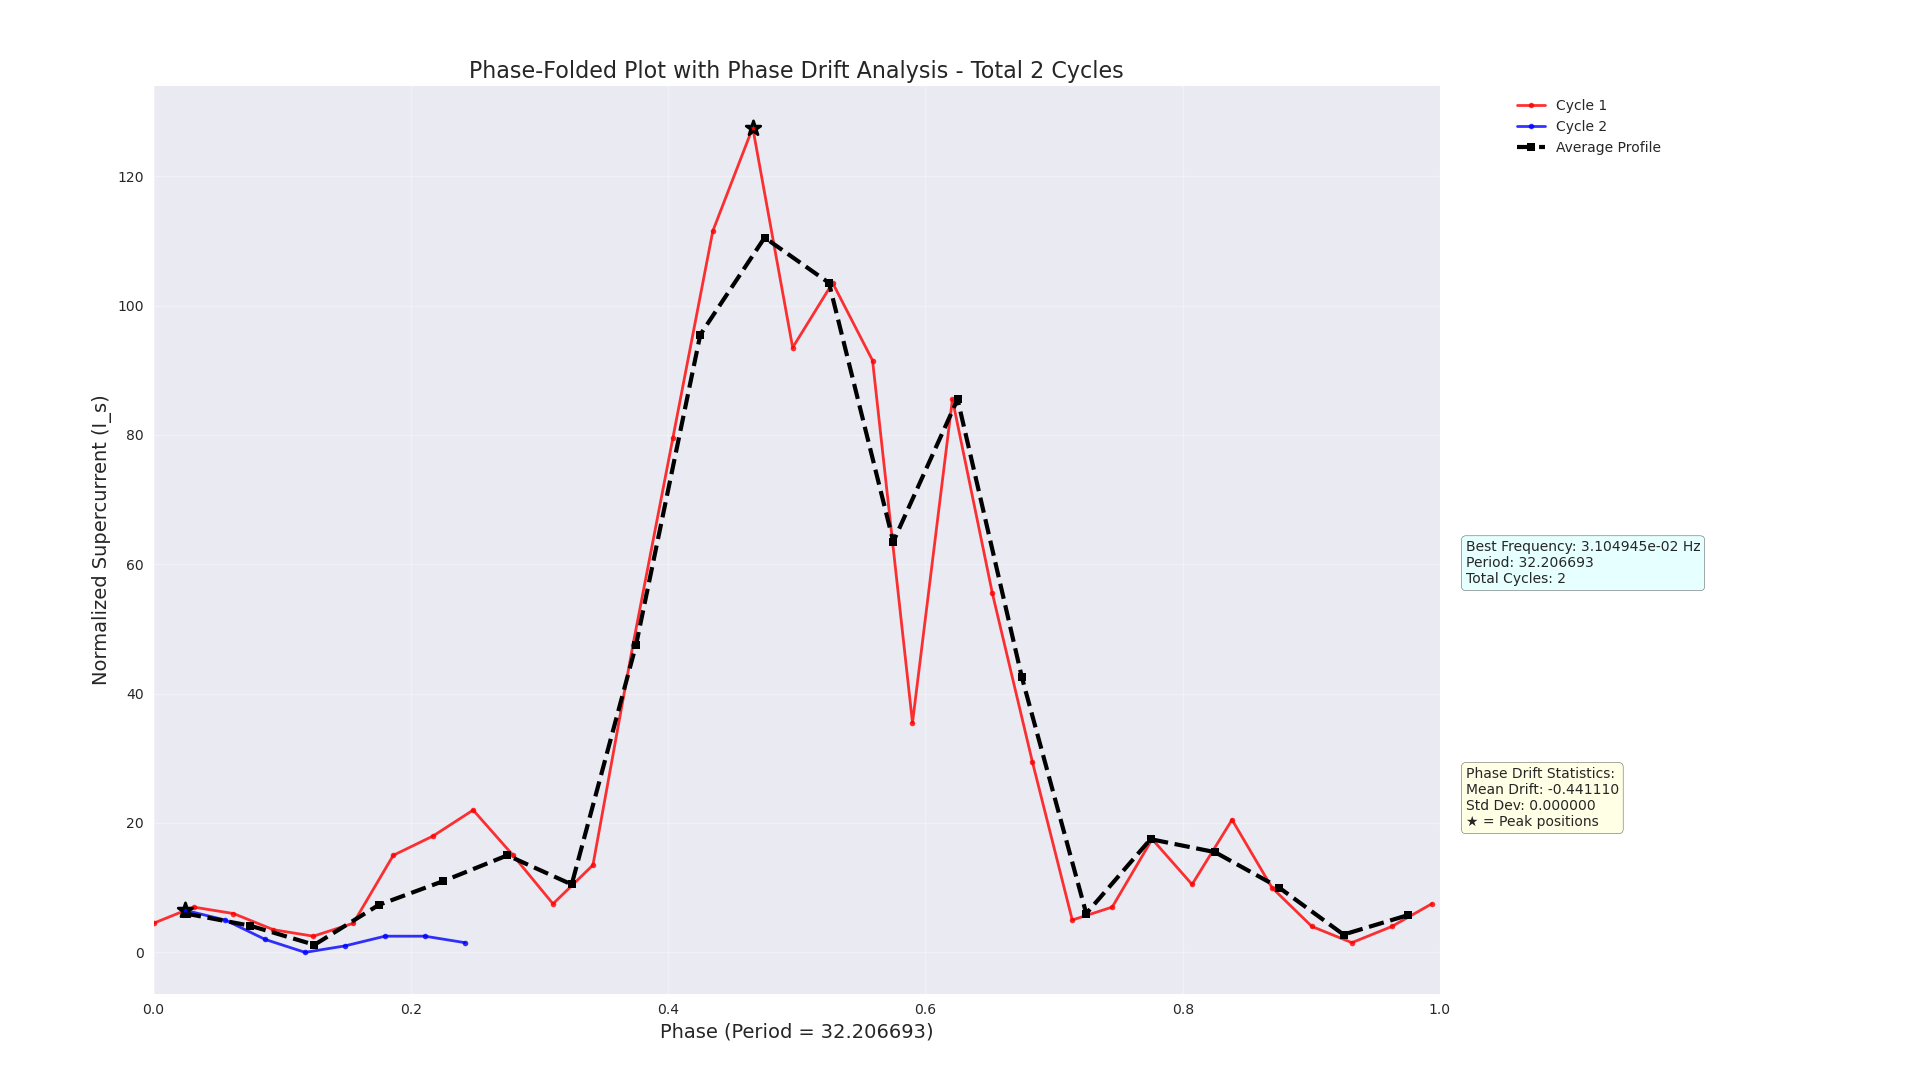 Phase-Folded Plot with Phase Drift Analysis - Total 2 Cycles
Cycle 1
Cycle 2
Average Profile
Normalized Supercurrent (I_s)
120
100
80
60
40
20
0
0.0
0.2
0.4
0.6
0.8
1.0
Phase (Period = 32.206693)
Best Frequency: 3.104945e-02 Hz
Period: 32.206693
Total Cycles: 2
Phase Drift Statistics:
Mean Drift: -0.441110
Std Dev: 0.000000
★ = Peak positions